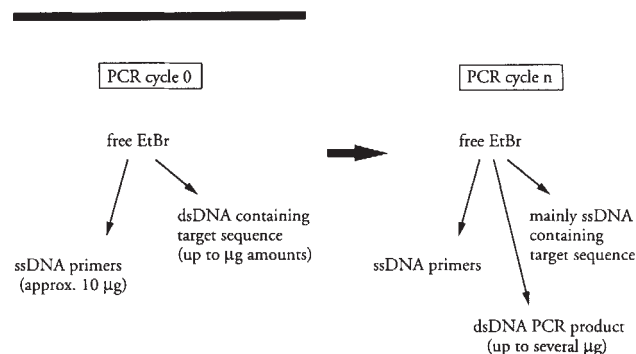 PCR cycle 0
free EtBr
dsDNA containing
target sequence
(up to µg amounts)
ssDNA primers
(approx. 10 µg)
PCR cycle n
free EtBr
mainly ssDNA
containing
target sequence
ssDNA primers
dsDNA PCR product
(up to several µg)